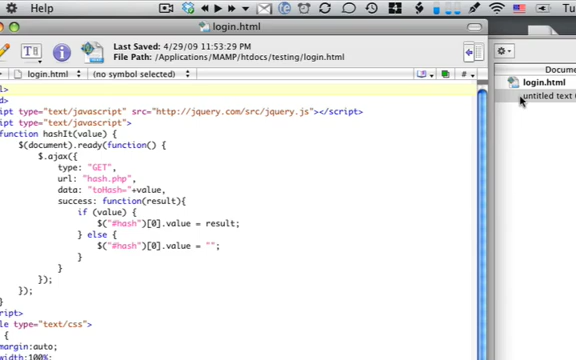 Help
Tu
login.html
Last Saved: 4/29/09 11:53:29 PM
File Path: /Applications/MAMP/htdocs/testing/login.html
login.html
(no symbol selected)
#
Docume
login.html
untitled text
l>
d>
ipt type="text/javascript" src="http://jquery.com/src/jquery.js"></script>
ipt type="text/javascript">
function hashIt(value) {
$(document).ready(function() {
$.ajax({
type: "GET",
url: "hash.php",
data: "toHash="+value,
success: function(result){
if (value) {
$("#hash")[0].value = result;
} else {
$("#hash")[0].value = "";
}
}
});
});
}
ript>
le type="text/css">
{
margin:auto;
width:100%;